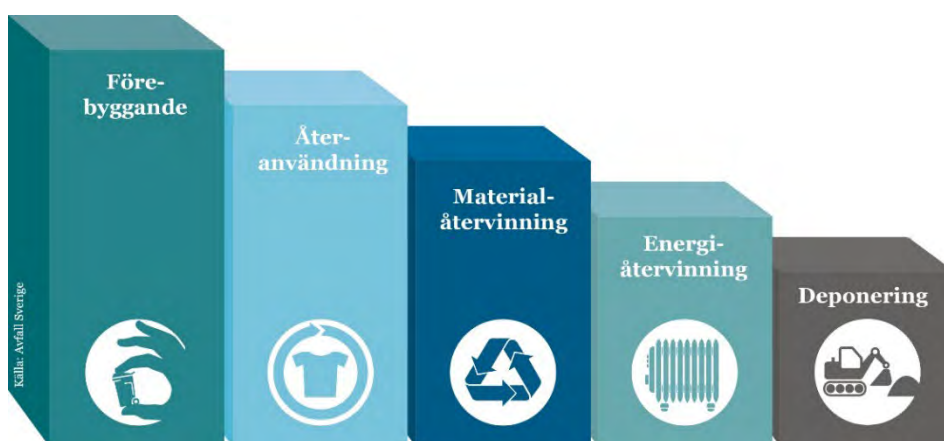 Före-
byggande
Åter-
användning
Material-
återvinning
Energi-
återvinning
Deponering
Källa: Avfall Sverige